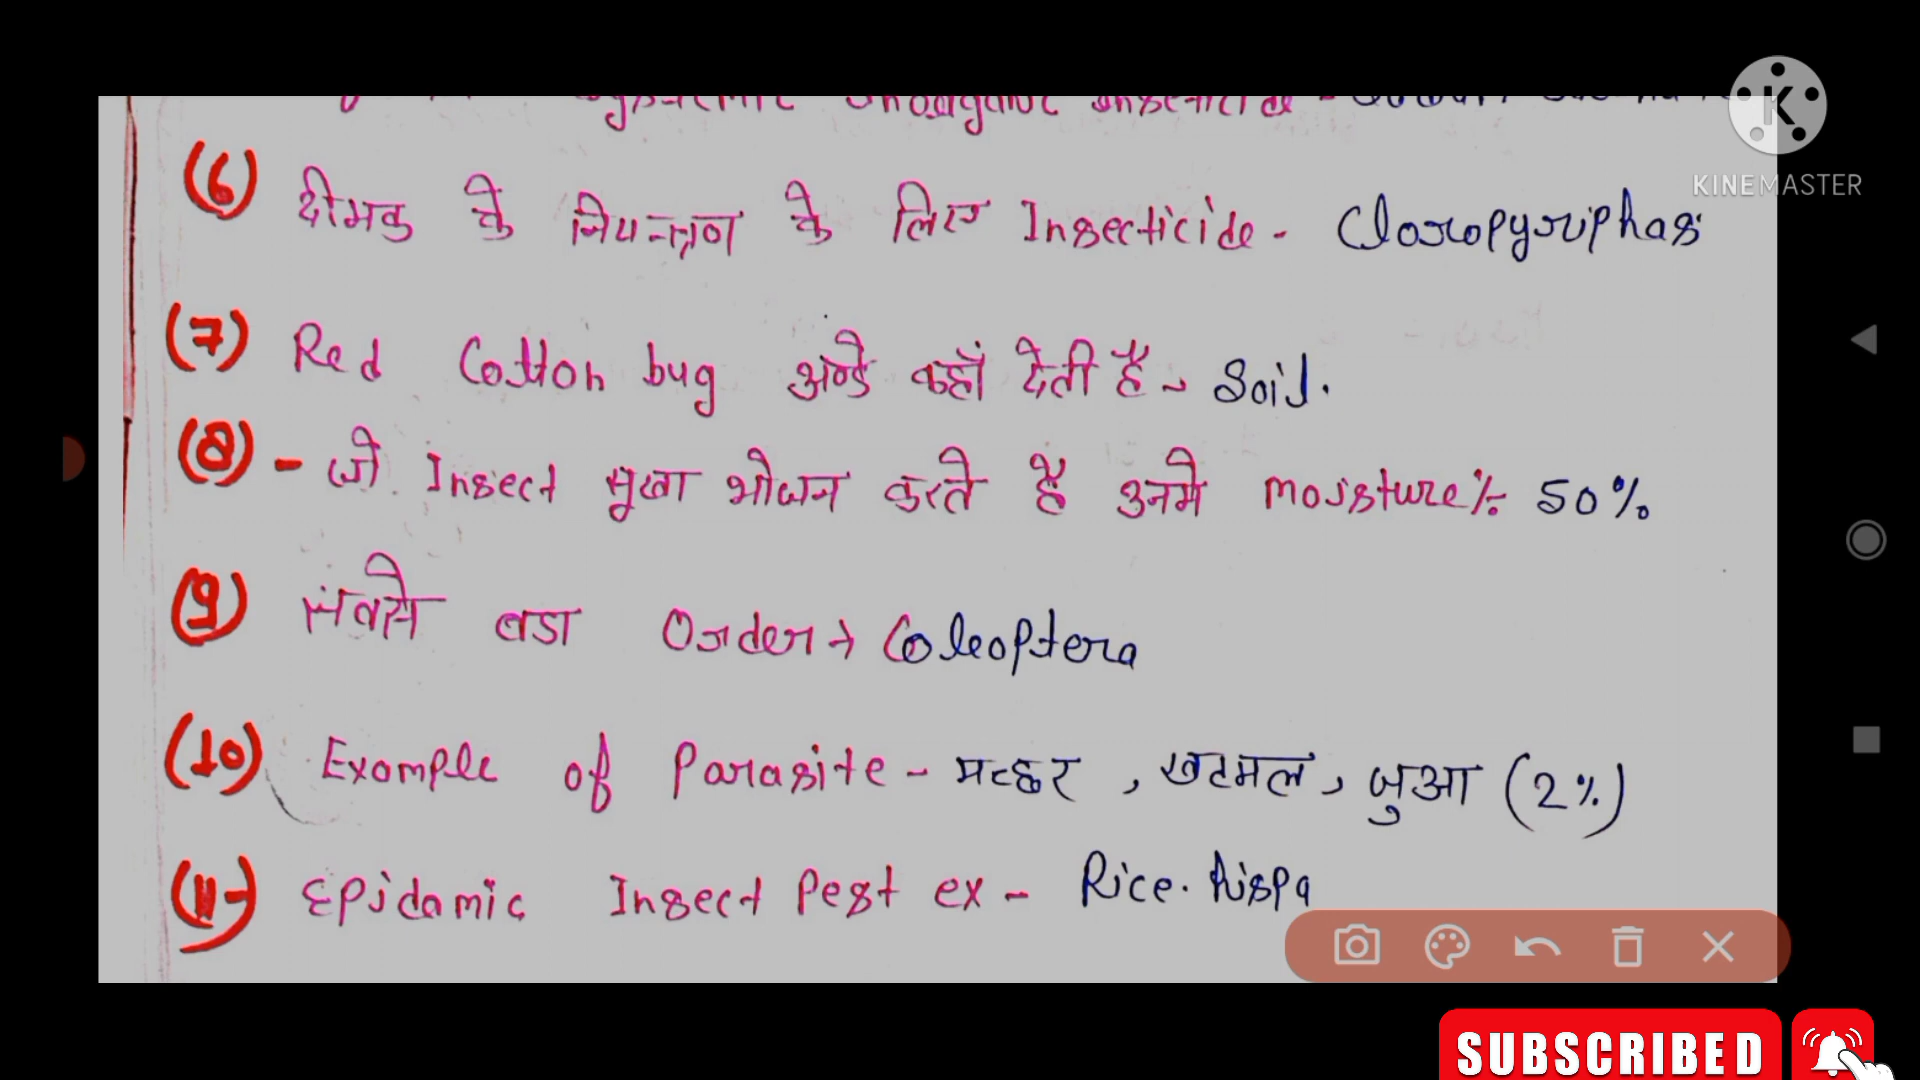 Inorganic Insecticide -
(6) दीमक के नियन्त्रण के लिए Insecticide - Cloropyriphas
KINEMASTER
(7) Red Cotton bug अण्डे कहाँ देती है - Soil.
(8) - जो Insect सूखा भोजन करते है उनमे moisture% 50%
(9) सबसे बडा Order → Coleoptera
(10) Example of Parasite - मच्छर , खटमल, जुआ (2%)
(11- Epidamic Insect Pest ex - Rice. hispa
SUBSCRIBED